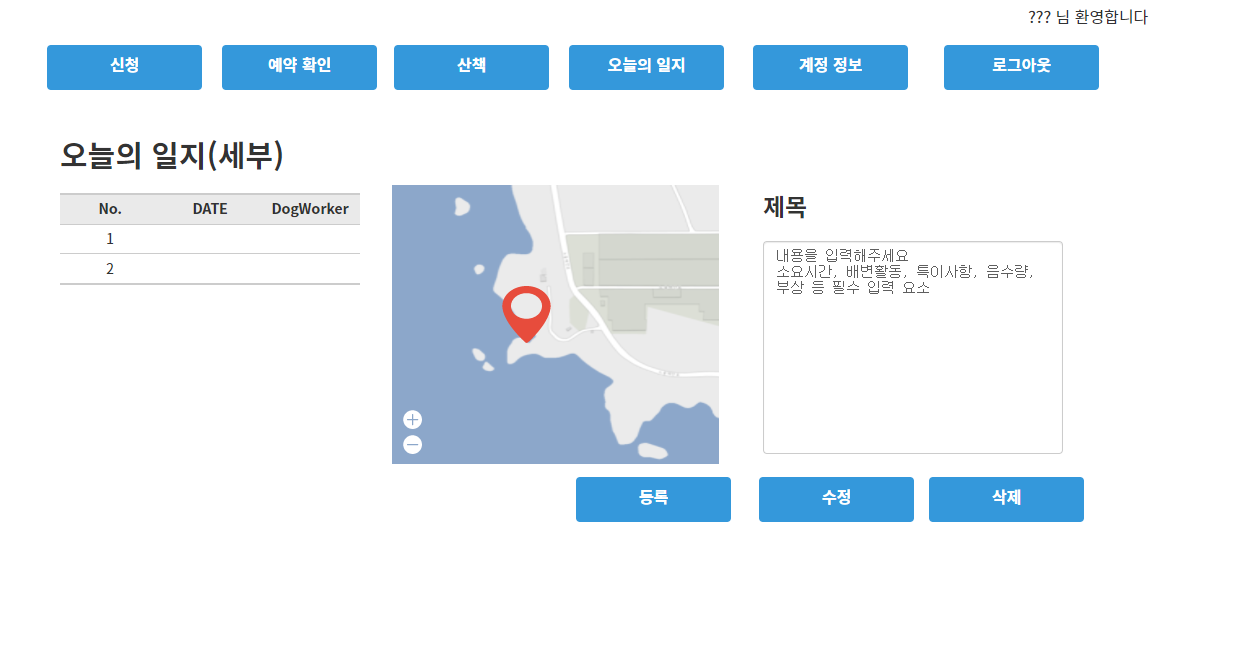 ??? 님 환영합니다
신청 예약 확인 산책 오늘의 일지 계정 정보 로그아웃
오늘의 일지(세부)
No. DATE DogWorker
1
2
제목
내용을 입력해주세요
소요시간, 배변활동, 특이사항, 음수량,
부상 등 필수 입력 요소
등록 수정 삭제